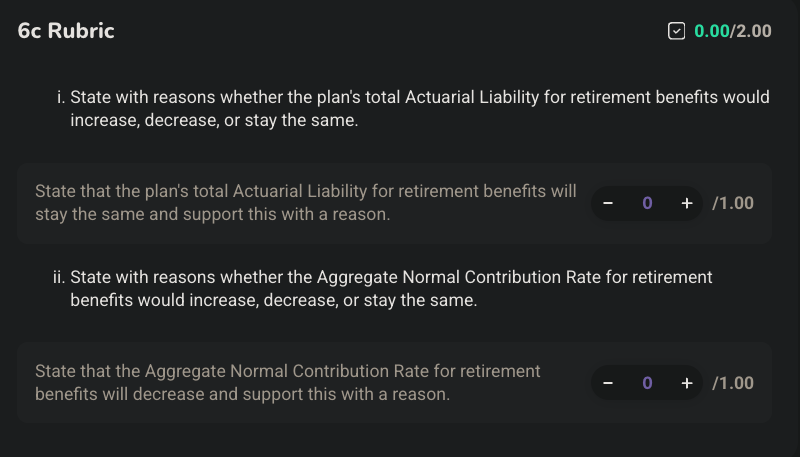 6c Rubric
0.00/2.00
i. State with reasons whether the plan's total Actuarial Liability for retirement benefits would
increase, decrease, or stay the same.
State that the plan's total Actuarial Liability for retirement benefits will
stay the same and support this with a reason.
− 0 + /1.00
ii. State with reasons whether the Aggregate Normal Contribution Rate for retirement
benefits would increase, decrease, or stay the same.
State that the Aggregate Normal Contribution Rate for retirement
benefits will decrease and support this with a reason.
− 0 + /1.00